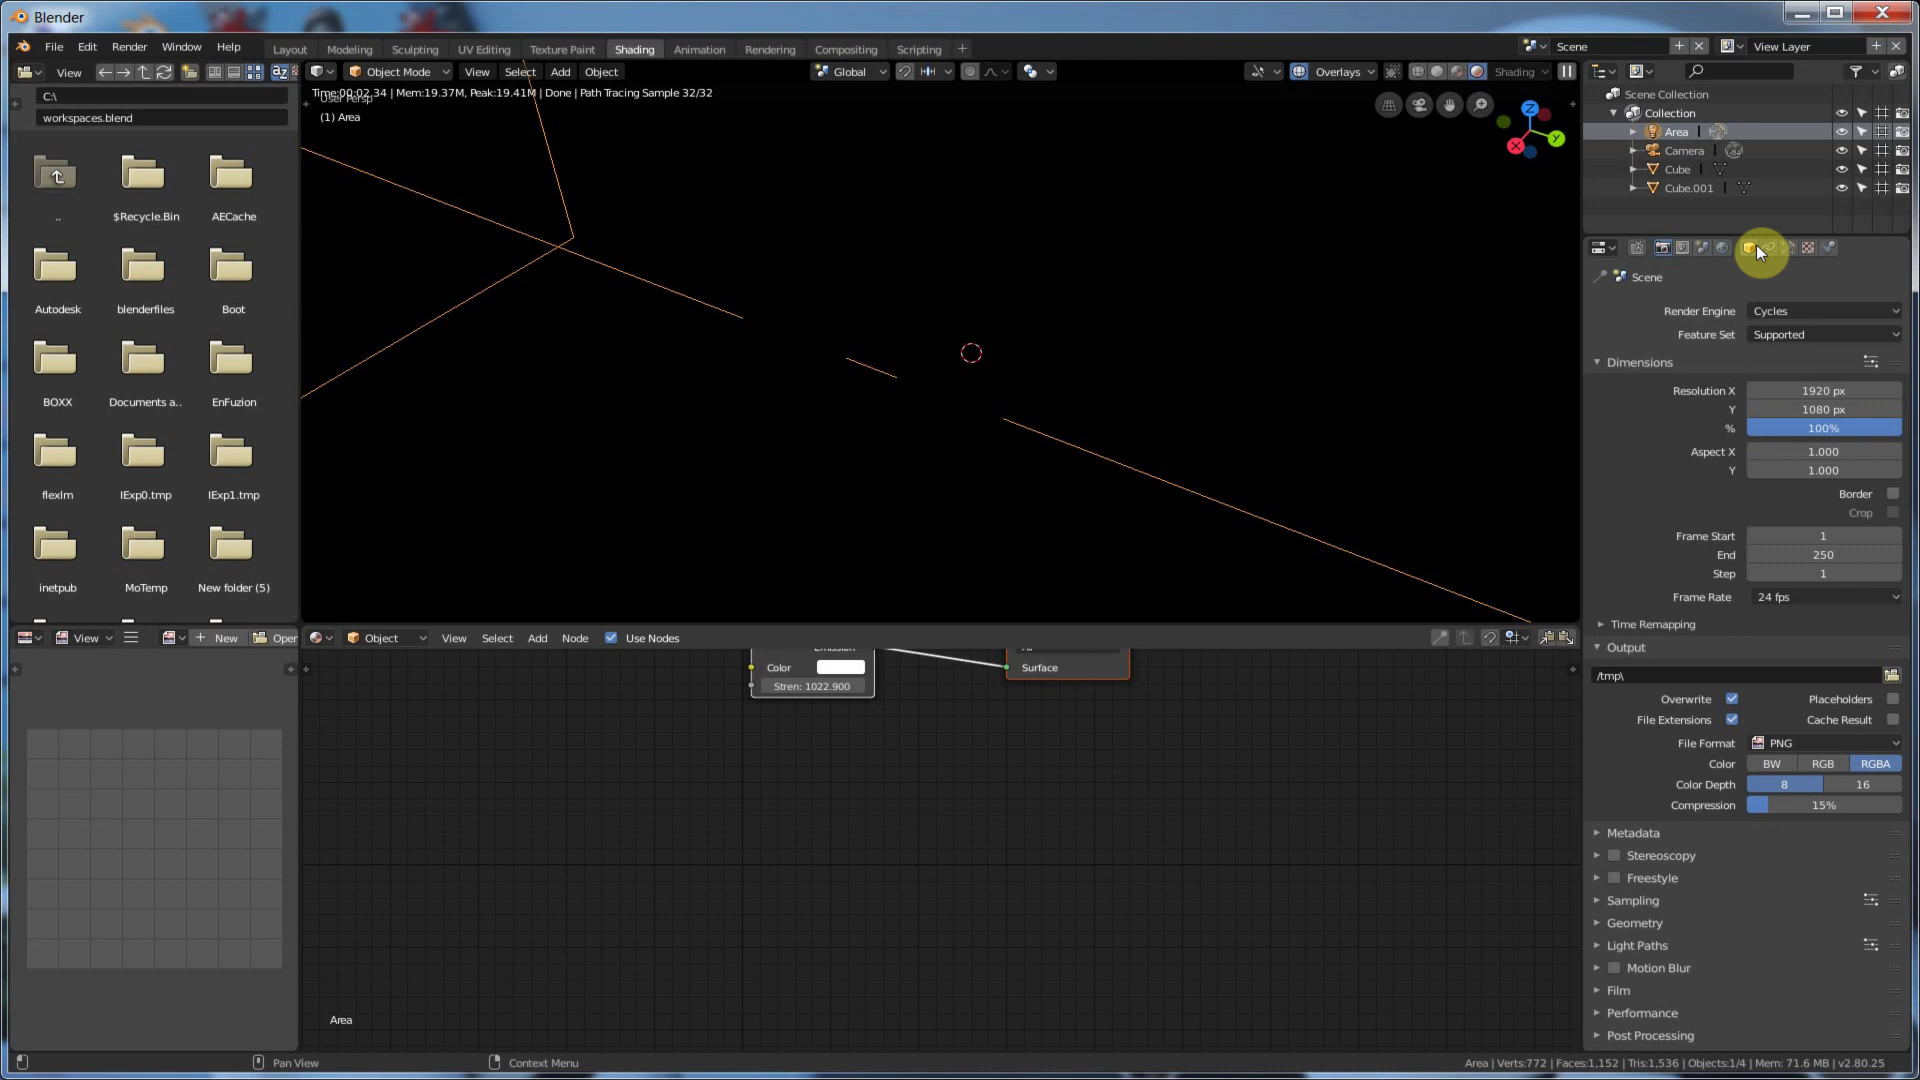 Blender
File Edit Render Window Help
Layout Modeling Sculpting UV Editing Texture Paint Shading Animation Rendering Compositing Scripting
Scene
View Layer
View
Object Mode View Select Add Object
Global
Overlays
Shading
C:\
workspaces.blend
Time:00:02.34 | Mem:19.37M, Peak:19.41M | Done | Path Tracing Sample 32/32
User Persp
(1) Area
Z
Y
X
Scene Collection
Collection
Area
Camera
Cube
Cube.001
..
$Recycle.Bin
AECache
Autodesk
blenderfiles
Boot
BOXX
Documents a..
EnFuzion
flexlm
IExp0.tmp
IExp1.tmp
inetpub
MoTemp
New folder (5)
Scene
Render Engine Cycles
Feature Set Supported
Dimensions
Resolution X 1920 px
Y 1080 px
% 100%
Aspect X 1.000
Y 1.000
Border
Crop
Frame Start 1
End 250
Step 1
Frame Rate 24 fps
Time Remapping
Output
/tmp\
Overwrite
Placeholders
File Extensions
Cache Result
File Format PNG
Color BW RGB RGBA
Color Depth 8 16
Compression 15%
Metadata
Stereoscopy
Freestyle
Sampling
Geometry
Light Paths
Motion Blur
Film
Performance
Post Processing
View
New
Open
Object View Select Add Node Use Nodes
Emission
Color
Stren: 1022.900
Surface
Area
Pan View
Context Menu
Area | Verts:772 | Faces:1,152 | Tris:1,536 | Objects:1/4 | Mem: 71.6 MB | v2.80.25